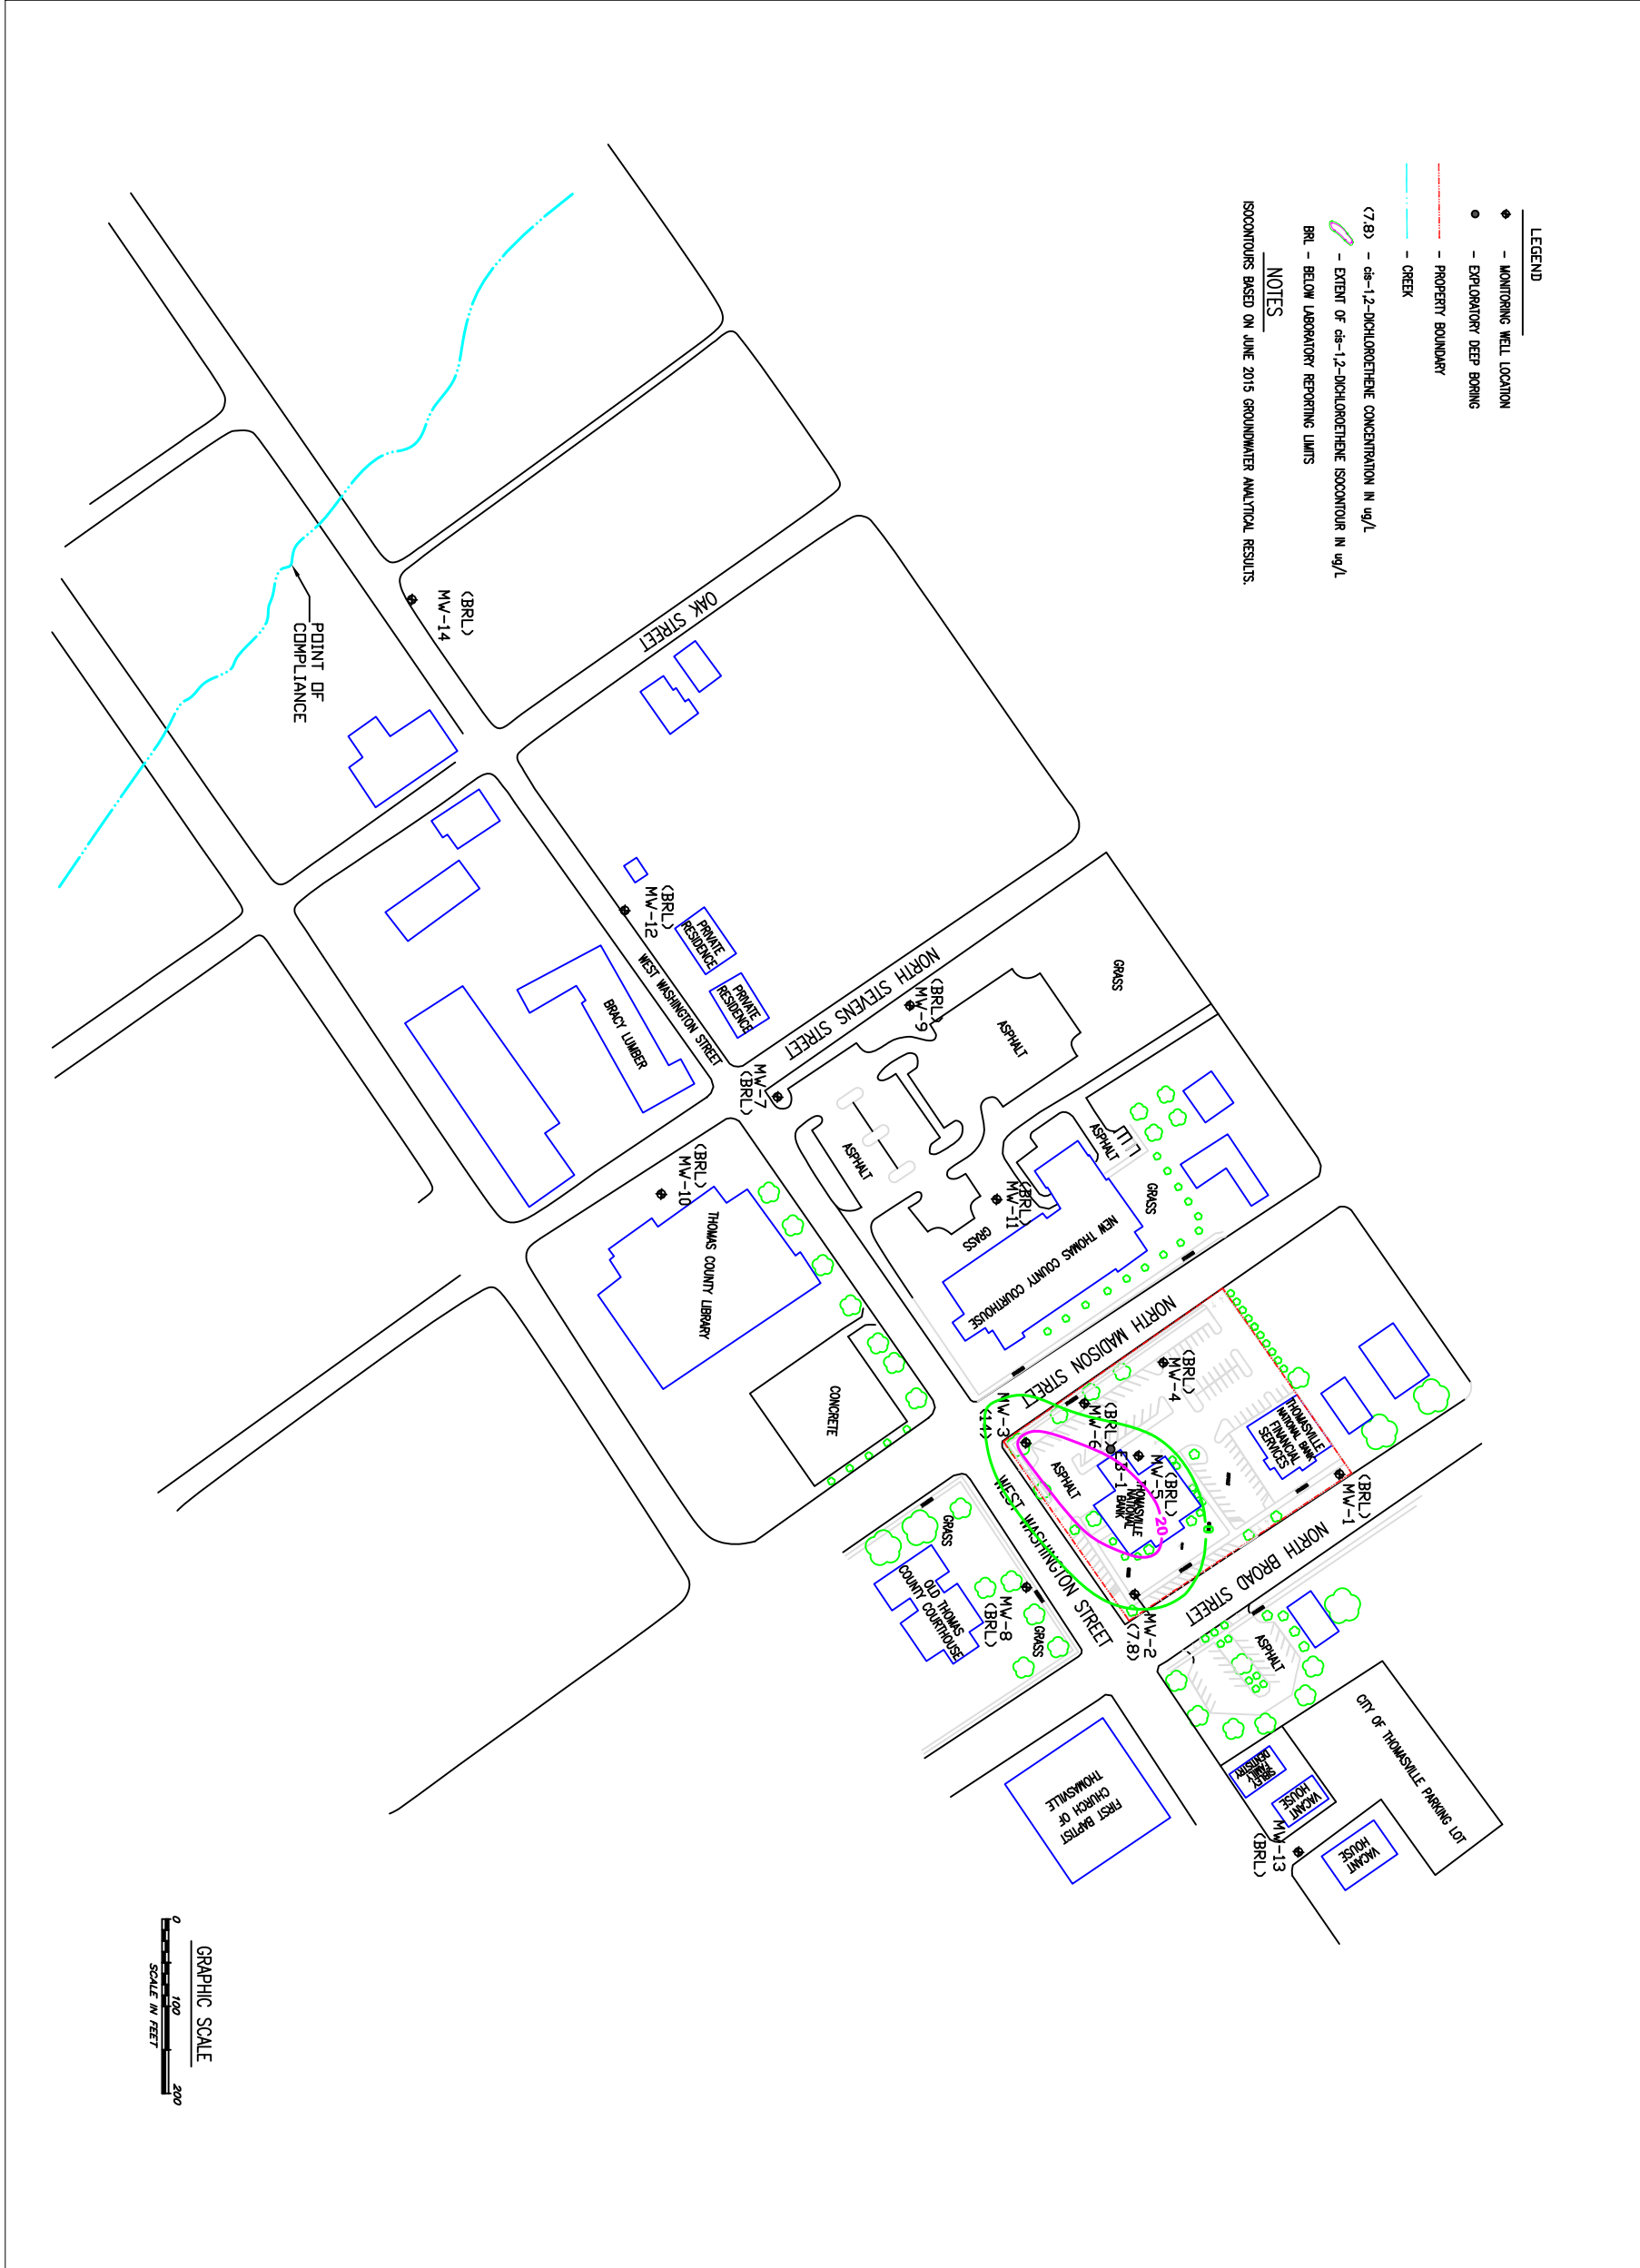 LEGEND
- MONITORING WELL LOCATION
- EXPLORATORY DEEP BORING
- PROPERTY BOUNDARY
- CREEK
(7.8) - cis-1,2-DICHLOROETHENE CONCENTRATION IN ug/L
- EXTENT OF cis-1,2-DICHLOROETHENE ISOCONTOUR IN ug/L
BRL - BELOW LABORATORY REPORTING LIMITS
NOTES
ISOCONTOURS BASED ON JUNE 2015 GROUNDWATER ANALYTICAL RESULTS.
(BRL)
MW-14
POINT OF
COMPLIANCE
OAK STREET
(BRL)
MW-12
PRIVATE
RESIDENCE
PRIVATE
RESIDENCE
WEST WASHINGTON STREET
BRACY LUMBER
NORTH STEVENS STREET
(BRL)
MW-9
GRASS
ASPHALT
MW-7
(BRL)
ASPHALT
ASPHALT
GRASS
(BRL)
MW-11
GRASS
NEW THOMAS COUNTY COURTHOUSE
(BRL)
MW-10
THOMAS COUNTY LIBRARY
CONCRETE
NORTH MADISON STREET
(BRL)
MW-4
(BRL)
MW-6
EB-1
MW-3
(14)
ASPHALT
(BRL)
MW-5
THOMASVILLE
NATIONAL
BANK
20
THOMASVILLE
NATIONAL BANK
FINANCIAL
SERVICES
(BRL)
MW-1
NORTH BROAD STREET
WEST WASHINGTON STREET
MW-2
(7.8)
GRASS
OLD THOMAS
COUNTY COURTHOUSE
MW-8
(BRL)
GRASS
ASPHALT
CITY OF THOMASVILLE PARKING LOT
SIBLEY
FAMILY
DENTISTRY
VACANT
HOUSE
VACANT
HOUSE
MW-13
(BRL)
FIRST BAPTIST
CHURCH OF
THOMASVILLE
GRAPHIC SCALE
0 100 200
SCALE IN FEET